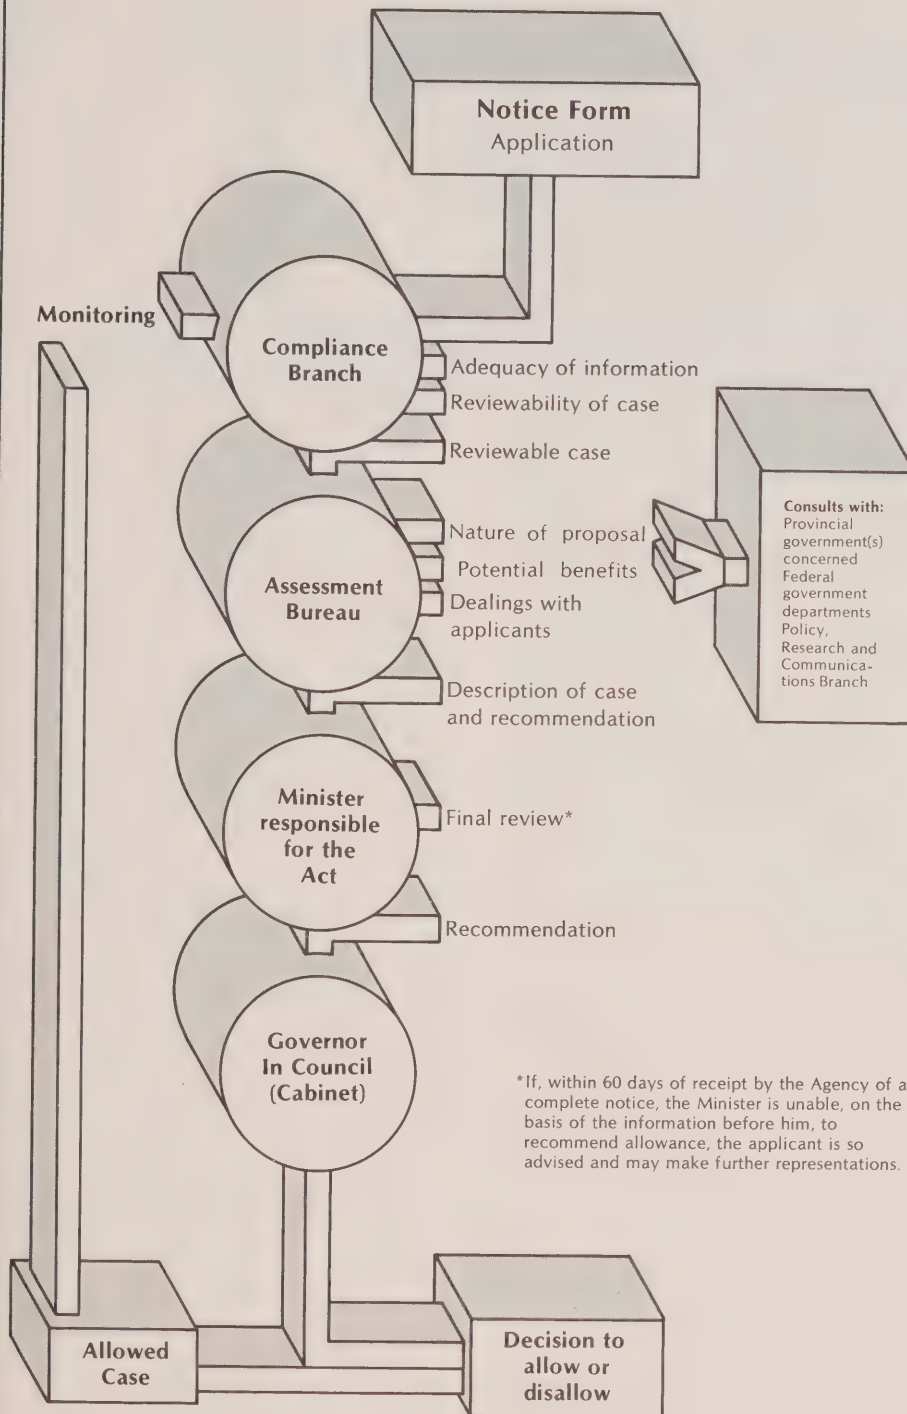 Notice Form
Application
Monitoring
Compliance
Branch
Adequacy of information
Reviewability of case
Reviewable case
Assessment
Bureau
Nature of proposal
Potential benefits
Dealings with
applicants
Description of case
and recommendation
Consults with:
Provincial
government(s)
concerned
Federal
government
departments
Policy,
Research and
Communica-
tions Branch
Minister
responsible
for the
Act
Final review*
Recommendation
Governor
In Council
(Cabinet)
*If, within 60 days of receipt by the Agency of a
complete notice, the Minister is unable, on the
basis of the information before him, to
recommend allowance, the applicant is so
advised and may make further representations.
Allowed
Case
Decision to
allow or
disallow